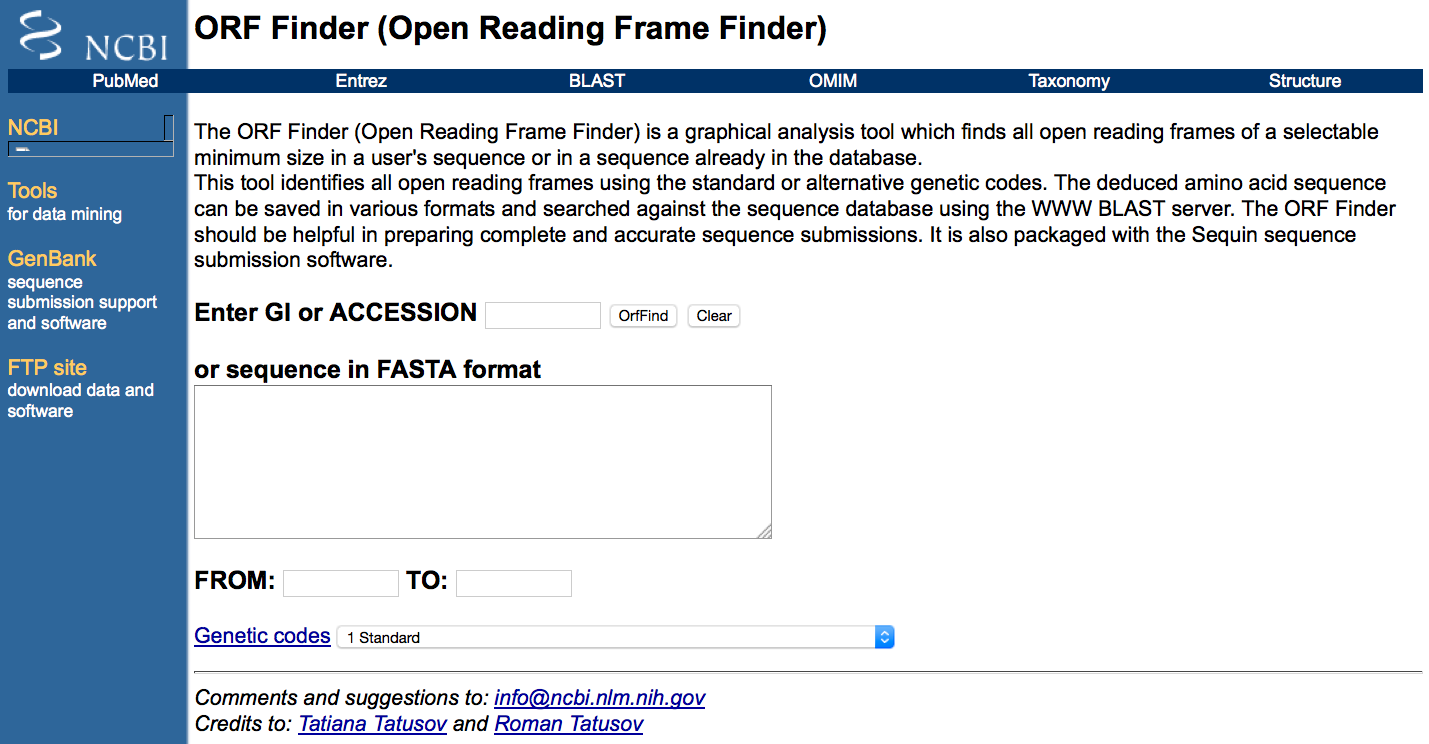 NCBI
ORF Finder (Open Reading Frame Finder)
PubMed Entrez BLAST OMIM Taxonomy Structure
NCBI
Tools
for data mining
GenBank
sequence
submission support
and software
FTP site
download data and
software
The ORF Finder (Open Reading Frame Finder) is a graphical analysis tool which finds all open reading frames of a selectable
minimum size in a user's sequence or in a sequence already in the database.
This tool identifies all open reading frames using the standard or alternative genetic codes. The deduced amino acid sequence
can be saved in various formats and searched against the sequence database using the WWW BLAST server. The ORF Finder
should be helpful in preparing complete and accurate sequence submissions. It is also packaged with the Sequin sequence
submission software.
Enter GI or ACCESSION OrfFind Clear
or sequence in FASTA format
FROM: TO:
Genetic codes 1 Standard
Comments and suggestions to: info@ncbi.nlm.nih.gov
Credits to: Tatiana Tatusov and Roman Tatusov